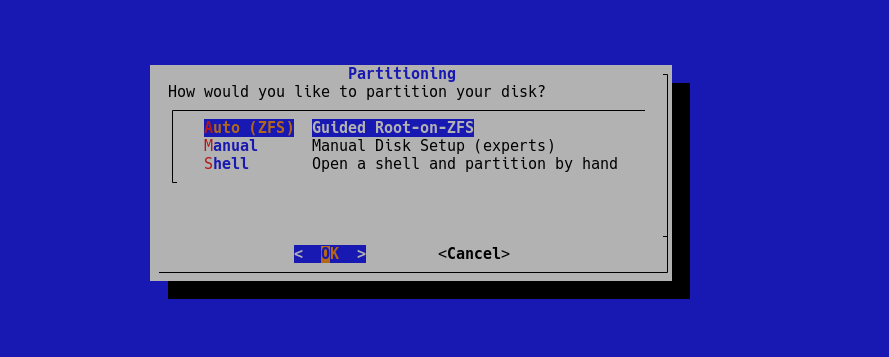 Partitioning
How would you like to partition your disk?
Auto (ZFS) Guided Root-on-ZFS
Manual Manual Disk Setup (experts)
Shell Open a shell and partition by hand
< OK > <Cancel>